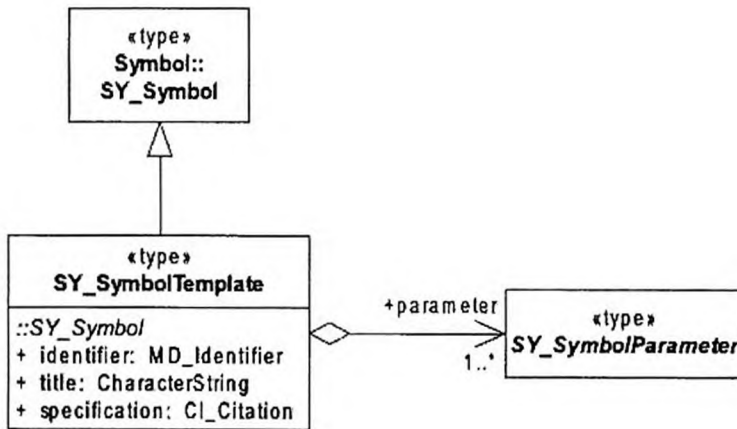 «type»
Symbol::
SY_Symbol
«type»
SY_SymbolTemplate
::SY_Symbol
+ identifier: MD_Identifier
+ title: CharacterString
+ specification: CI_Citation
+parameter
1..*
«type»
SY_SymbolParameter